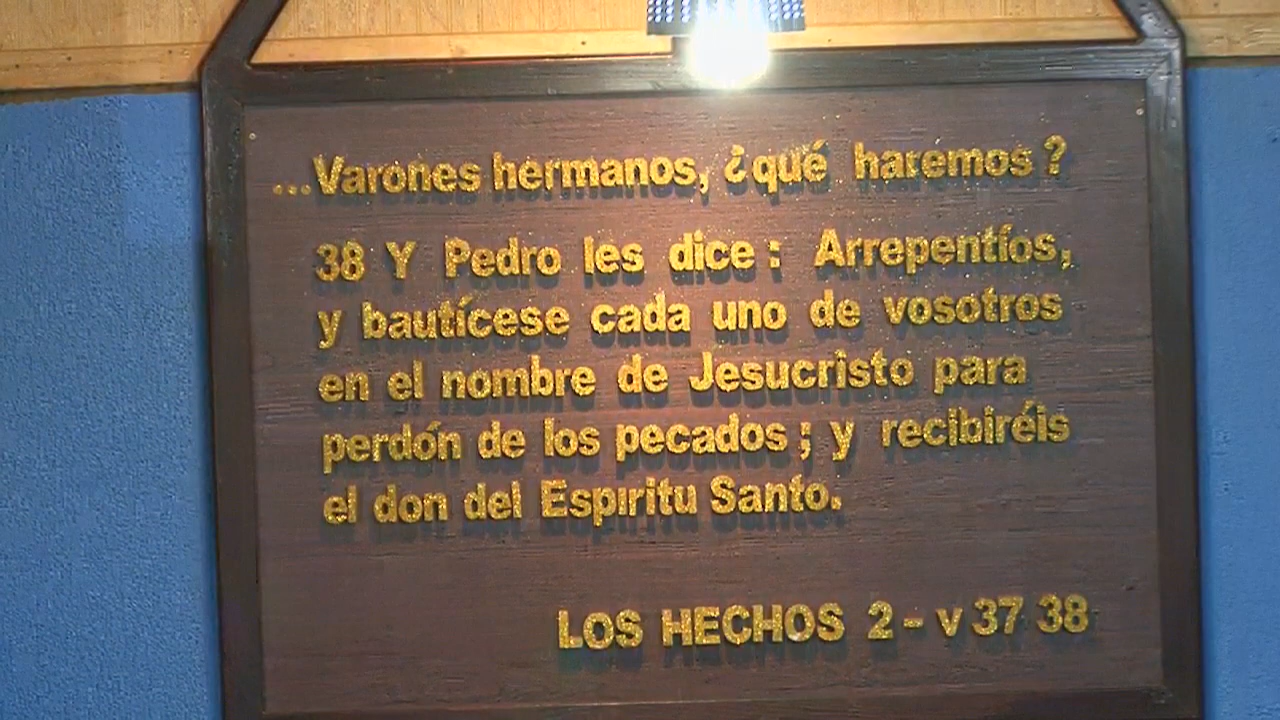 ...Varones hermanos, ¿qué haremos?
38 Y Pedro les dice: Arrepentíos,
y bautícese cada uno de vosotros
en el nombre de Jesucristo para
perdón de los pecados; y recibiréis
el don del Espiritu Santo.
LOS HECHOS 2 - v 37 38